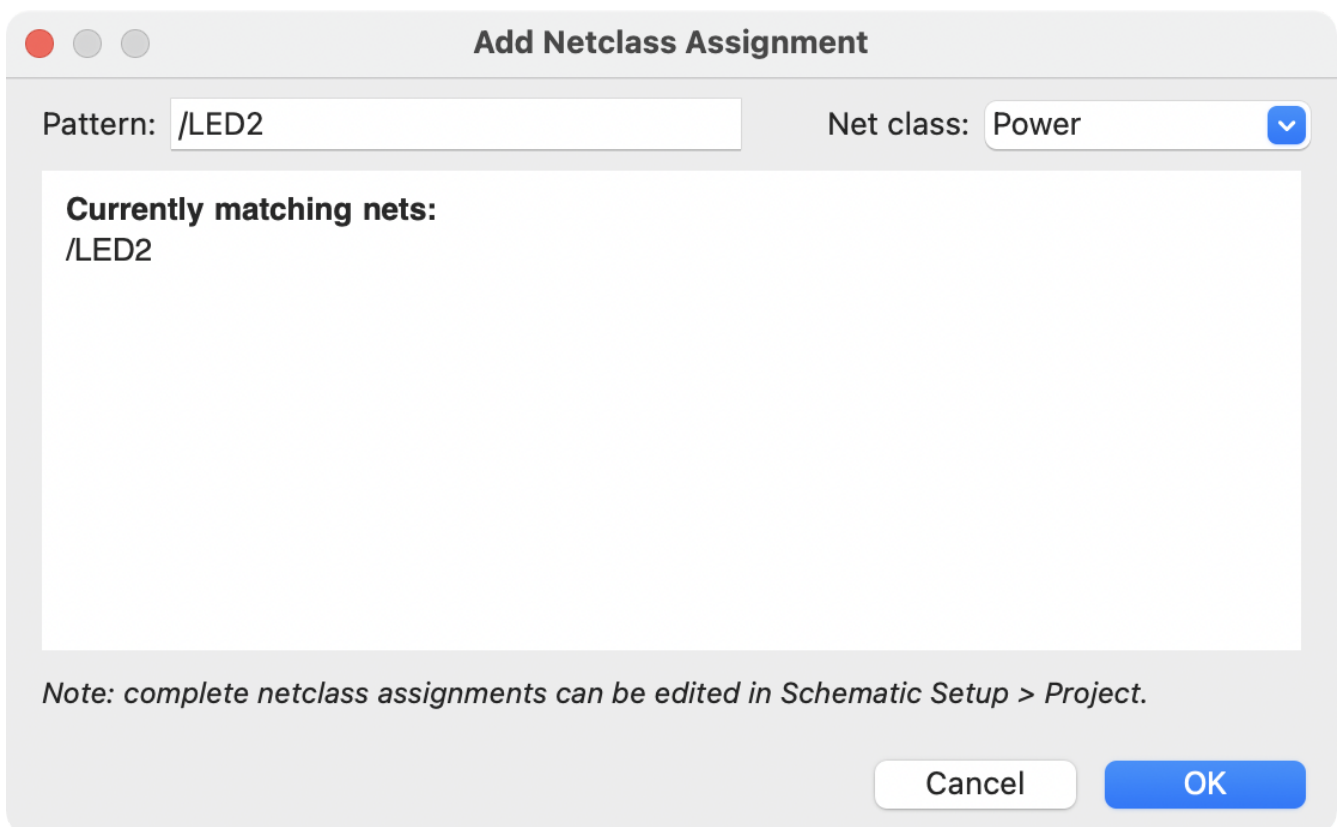 Add Netclass Assignment
Pattern: /LED2 Net class: Power
Currently matching nets:
/LED2
Note: complete netclass assignments can be edited in Schematic Setup > Project.
Cancel OK